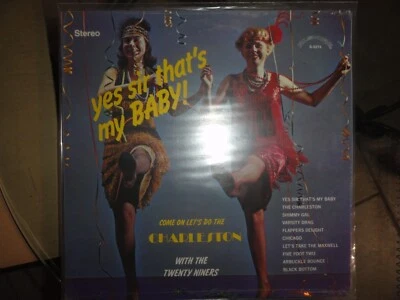 Stereo
yes sir that's
my BABY!
COME ON LET'S DO THE
CHARLESTON
WITH THE
TWENTY NINERS
YES SIR THAT'S MY BABY
THE CHARLESTON
SHIMMY GAL
VARSITY DRAG
FLAPPERS DELIGHT
CHICAGO
LET'S TAKE THE MAXWELL
FIVE FOOT TWO
ARBUCKLE BOUNCE
BLACK BOTTOM